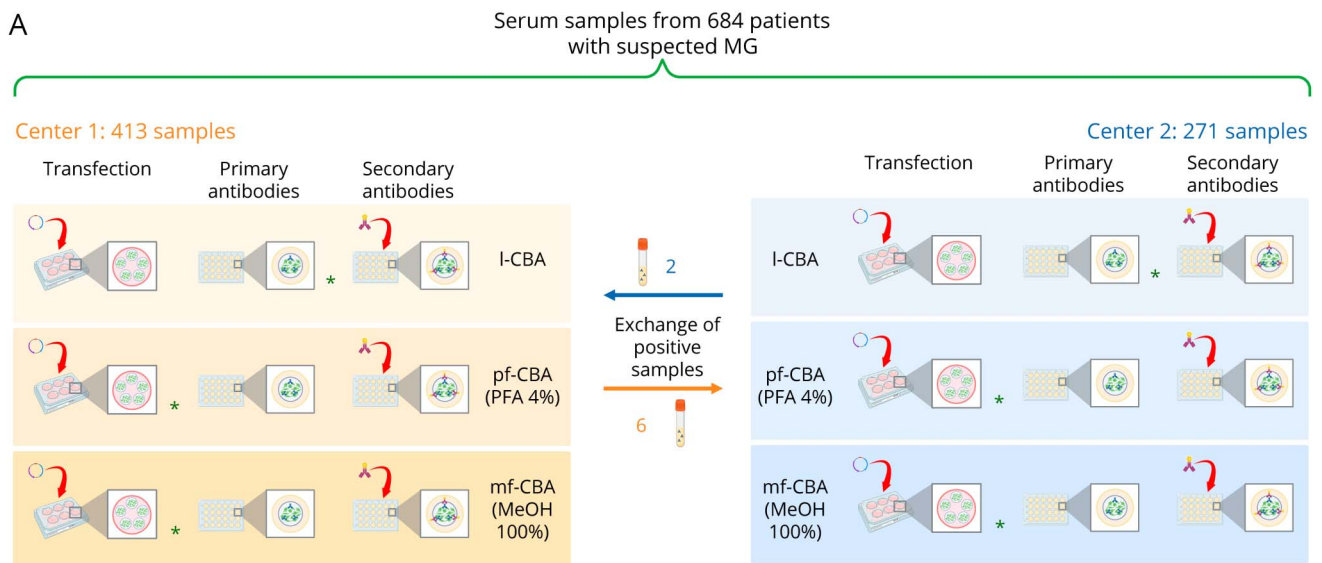 A
Serum samples from 684 patients
with suspected MG
Center 1: 413 samples
Transfection
Primary
antibodies
Secondary
antibodies
l-CBA
*
pf-CBA
(PFA 4%)
*
mf-CBA
(MeOH
100%)
*
2
Exchange of
positive
samples
6
Center 2: 271 samples
Transfection
Primary
antibodies
Secondary
antibodies
l-CBA
*
pf-CBA
(PFA 4%)
*
mf-CBA
(MeOH
100%)
*